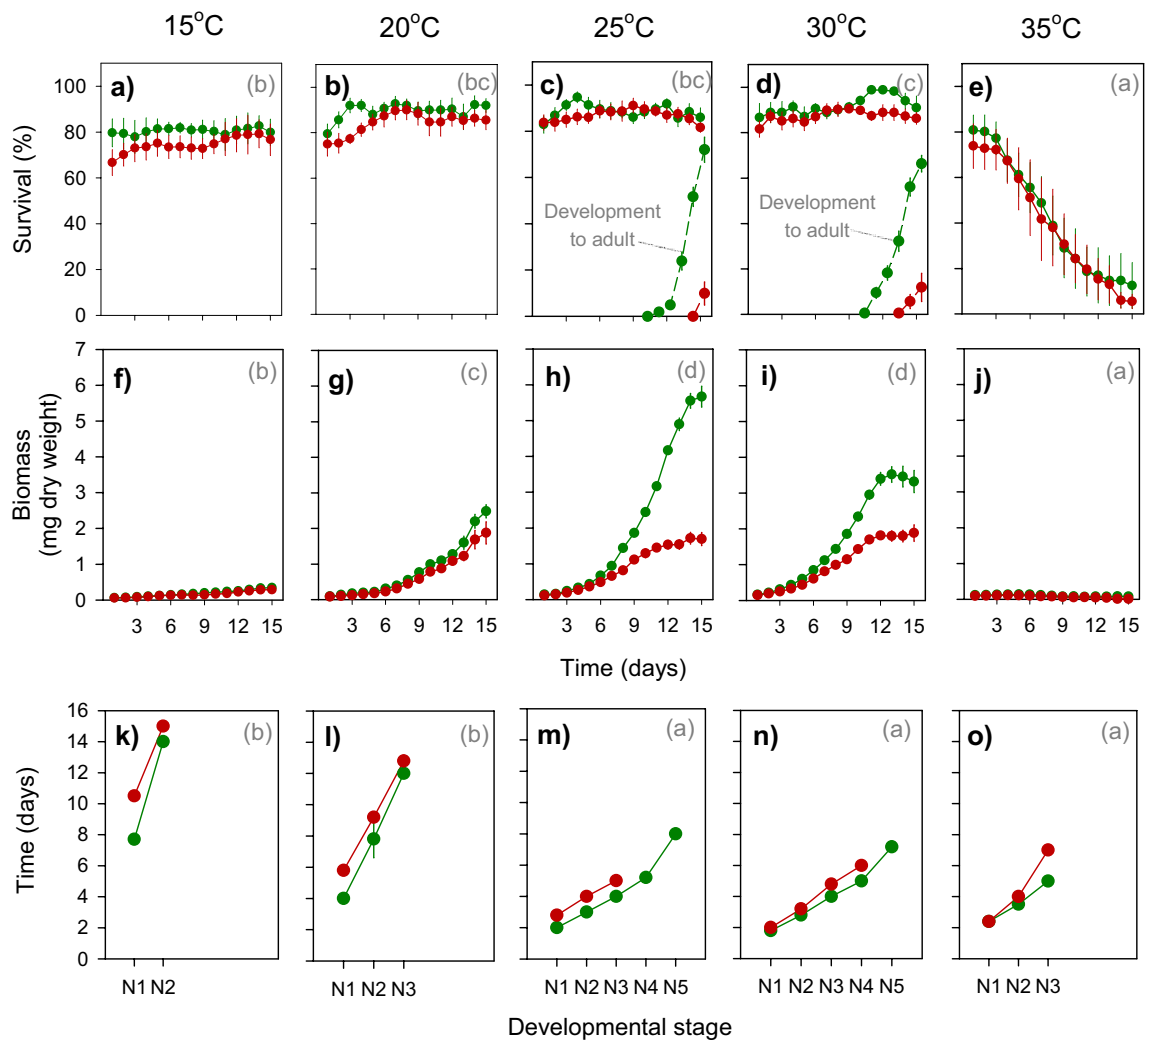 15°C 20°C 25°C 30°C 35°C
a) (b) b) (bc) c) (bc) d) (c) e) (a)
100
80
60
40
20
0
Survival (%)
Development
to adult
Development
to adult
f) (b) g) (c) h) (d) i) (d) j) (a)
7
6
5
4
3
2
1
0
Biomass
(mg dry weight)
3 6 9 12 15 3 6 9 12 15 3 6 9 12 15 3 6 9 12 15 3 6 9 12 15
Time (days)
k) (b) l) (b) m) (a) n) (a) o) (a)
16
14
12
10
8
6
4
2
0
Time (days)
N1 N2 N1 N2 N3 N1 N2 N3 N4 N5 N1 N2 N3 N4 N5 N1 N2 N3
Developmental stage